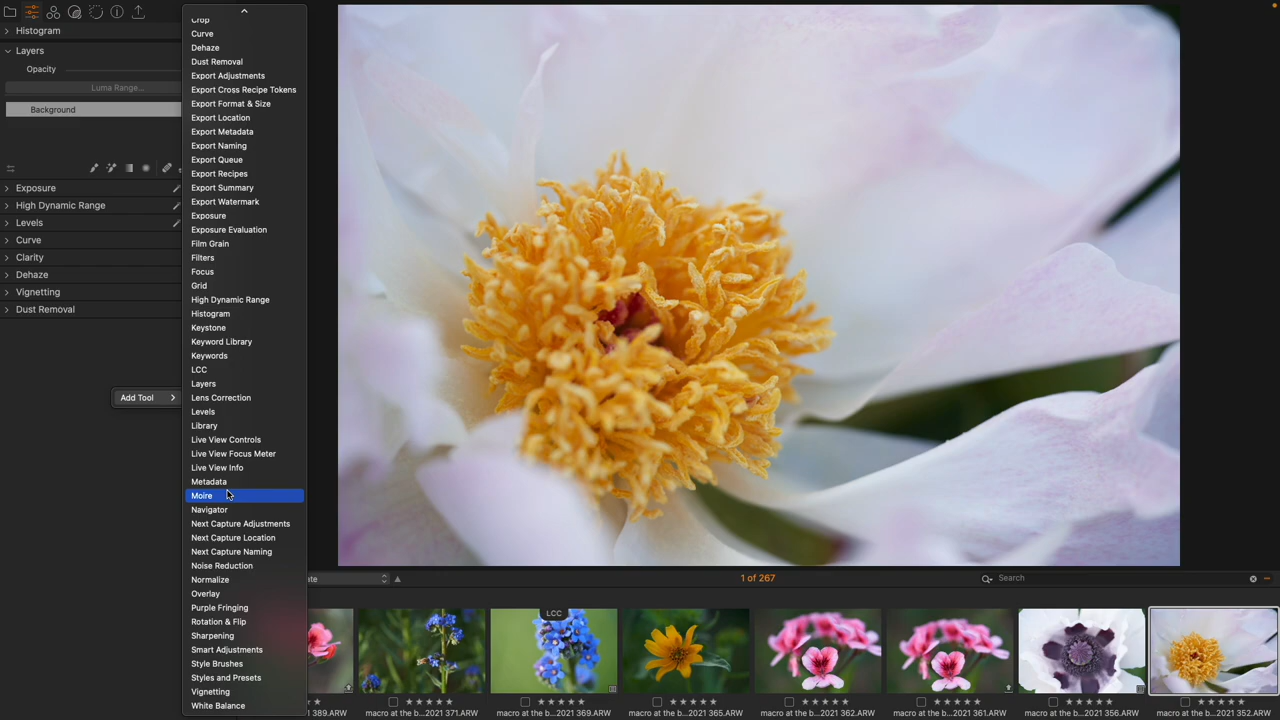 Histogram
Layers
Opacity
Luma Range...
Background
Exposure
High Dynamic Range
Levels
Curve
Clarity
Dehaze
Vignetting
Dust Removal
Add Tool
Crop
Curve
Dehaze
Dust Removal
Export Adjustments
Export Cross Recipe Tokens
Export Format & Size
Export Location
Export Metadata
Export Naming
Export Queue
Export Recipes
Export Summary
Export Watermark
Exposure
Exposure Evaluation
Film Grain
Filters
Focus
Grid
High Dynamic Range
Histogram
Keystone
Keyword Library
Keywords
LCC
Layers
Lens Correction
Levels
Library
Live View Controls
Live View Focus Meter
Live View Info
Metadata
Moire
Navigator
Next Capture Adjustments
Next Capture Location
Next Capture Naming
Noise Reduction
Normalize
Overlay
Purple Fringing
Rotation & Flip
Sharpening
Smart Adjustments
Style Brushes
Styles and Presets
Vignetting
White Balance
ate
1 of 267
Search
LCC
389.ARW
macro at the b...2021 371.ARW
macro at the b...2021 369.ARW
macro at the b...2021 365.ARW
macro at the b...2021 362.ARW
macro at the b...2021 361.ARW
macro at the b...2021 356.ARW
macro at the b...2021 352.ARW